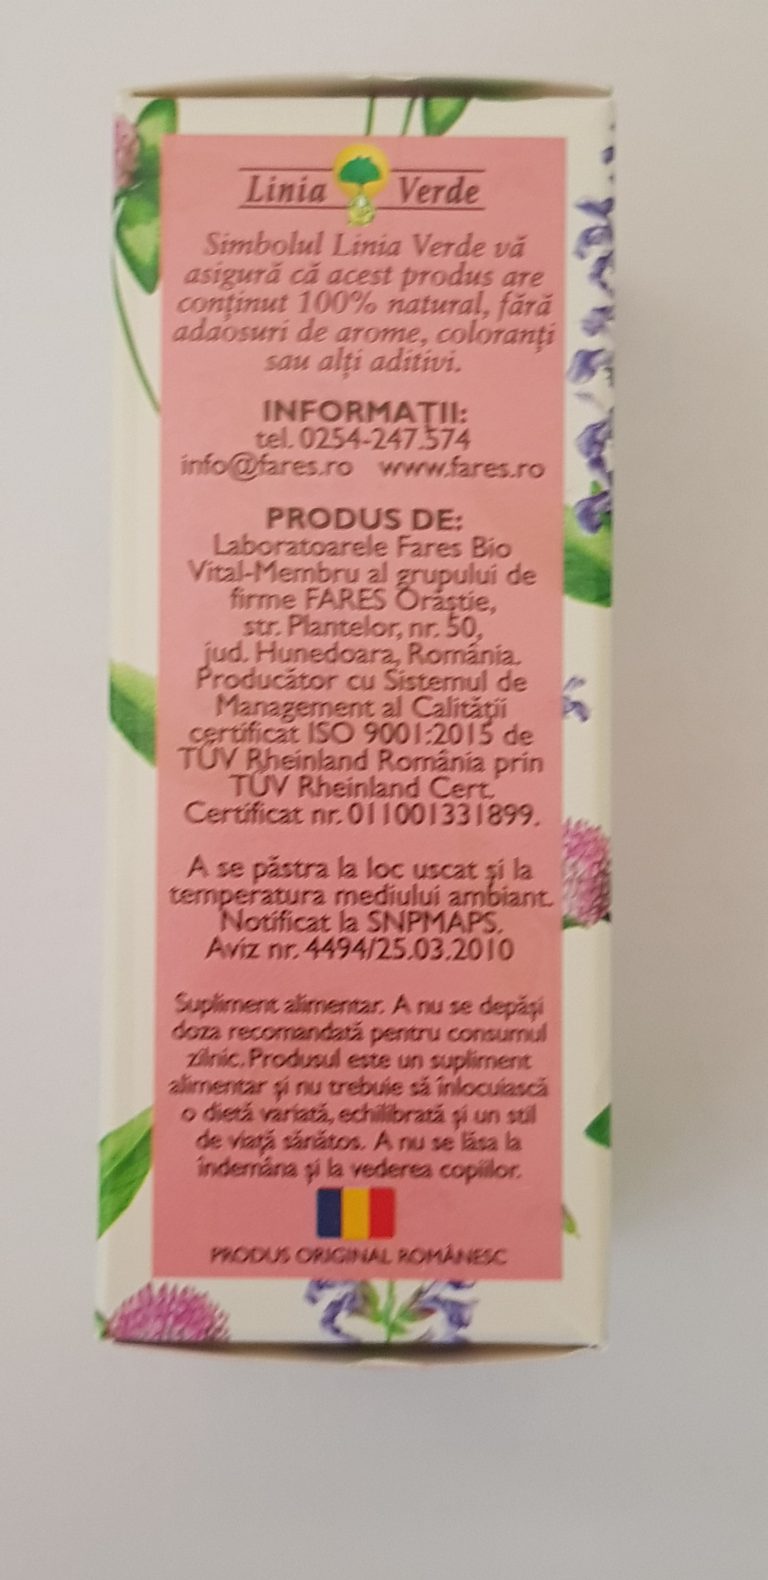 Linia Verde
Simbolul Linia Verde vă
asigură că acest produs are
conținut 100% natural, fără
adaosuri de arome, coloranți
sau alți aditivi.
INFORMAȚII:
tel. 0254-247.574
info@fares.ro www.fares.ro
PRODUS DE:
Laboratoarele Fares Bio
Vital-Membru al grupului de
firme FARES Orăștie,
str. Plantelor, nr. 50,
jud. Hunedoara, România.
Producător cu Sistemul de
Management al Calității
certificat ISO 9001:2015 de
TÜV Rheinland România prin
TÜV Rheinland Cert.
Certificat nr. 011001331899.
A se păstra la loc uscat și la
temperatura mediului ambiant.
Notificat la SNPMAPS.
Aviz nr. 4494/25.03.2010
Supliment alimentar. A nu se depăși
doza recomandată pentru consumul
zilnic. Produsul este un supliment
alimentar și nu trebuie să înlocuiască
o dietă variată, echilibrată și un stil
de viață sănătos. A nu se lăsa la
îndemâna și la vederea copiilor.
PRODUS ORIGINAL ROMÂNESC